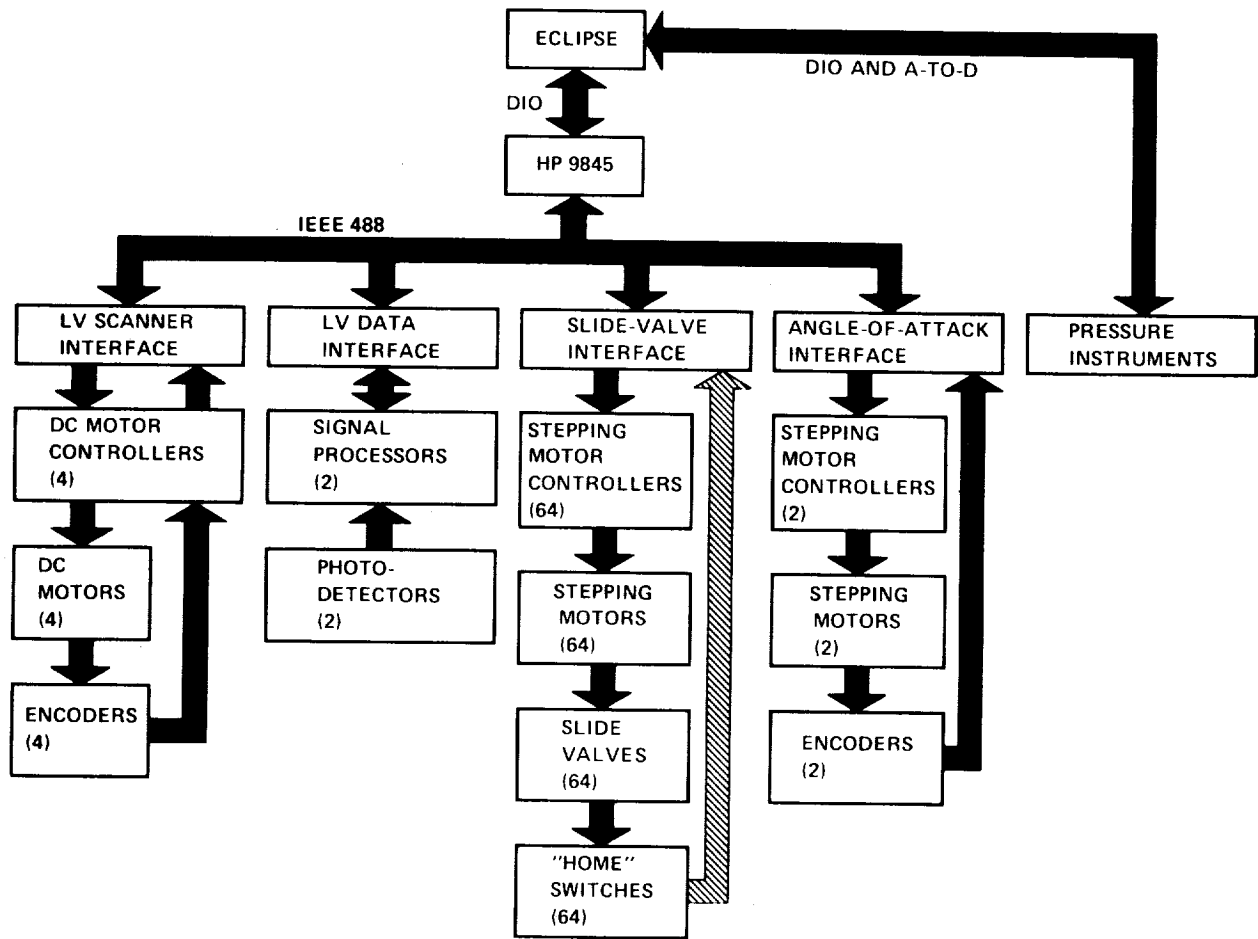 ECLIPSE
DIO AND A-TO-D
DIO
HP 9845
IEEE 488
LV SCANNER
INTERFACE
LV DATA
INTERFACE
SLIDE-VALVE
INTERFACE
ANGLE-OF-ATTACK
INTERFACE
PRESSURE
INSTRUMENTS
DC MOTOR
CONTROLLERS
(4)
SIGNAL
PROCESSORS
(2)
STEPPING
MOTOR
CONTROLLERS
(64)
STEPPING
MOTOR
CONTROLLERS
(2)
DC
MOTORS
(4)
PHOTO-
DETECTORS
(2)
STEPPING
MOTORS
(64)
STEPPING
MOTORS
(2)
ENCODERS
(4)
SLIDE
VALVES
(64)
ENCODERS
(2)
"HOME"
SWITCHES
(64)